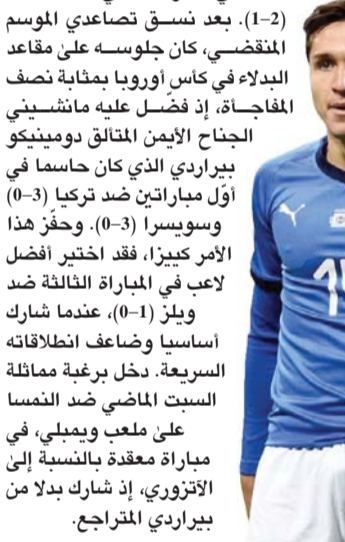 (2–1). بعد نسق تصاعدي الموسم
المنقضي، كان جلوسه على مقاعد
البدلاء في كأس أوروبا بمثابة نصف
المفاجأة، إذ فضّل عليه مانشيني
الجناح الأيمن المتألق دومينيكو
بيراردي الذي كان حاسما في
أوّل مباراتين ضد تركيا (3–0)
وسويسرا (3–0). وحفّز هذا
الأمر كييزا، فقد اختير أفضل
لاعب في المباراة الثالثة ضد
ويلز (1–0)، عندما شارك
أساسيا وضاعف انطلاقاته
السريعة. دخل برغبة مماثلة
السبت الماضي ضد النمسا
على ملعب ويمبلي، في
مباراة معقدة بالنسبة إلى
الآتزوري، إذ شارك بدلا من
بيراردي المتراجع.